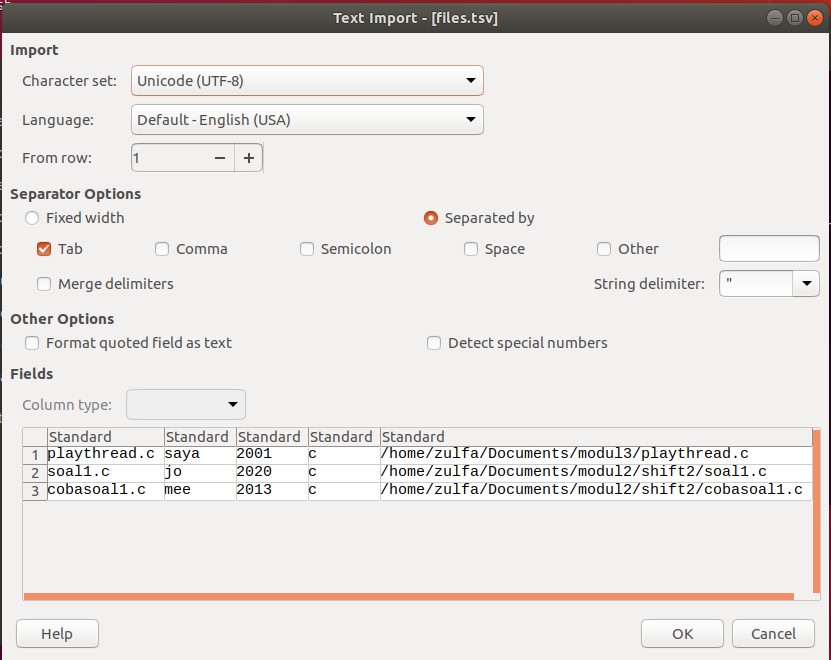 Text Import - [files.tsv]
Import
Character set: Unicode (UTF-8)
Language: Default - English (USA)
From row: 1
Separator Options
Fixed width Separated by
Tab Comma Semicolon Space Other
Merge delimiters String delimiter: "
Other Options
Format quoted field as text Detect special numbers
Fields
Column type:
Standard Standard Standard Standard Standard
1 playthread.c saya 2001 c /home/zulfa/Documents/modul3/playthread.c
2 soal1.c jo 2020 c /home/zulfa/Documents/modul2/shift2/soal1.c
3 cobasoal1.c mee 2013 c /home/zulfa/Documents/modul2/shift2/cobasoal1.c
Help OK Cancel